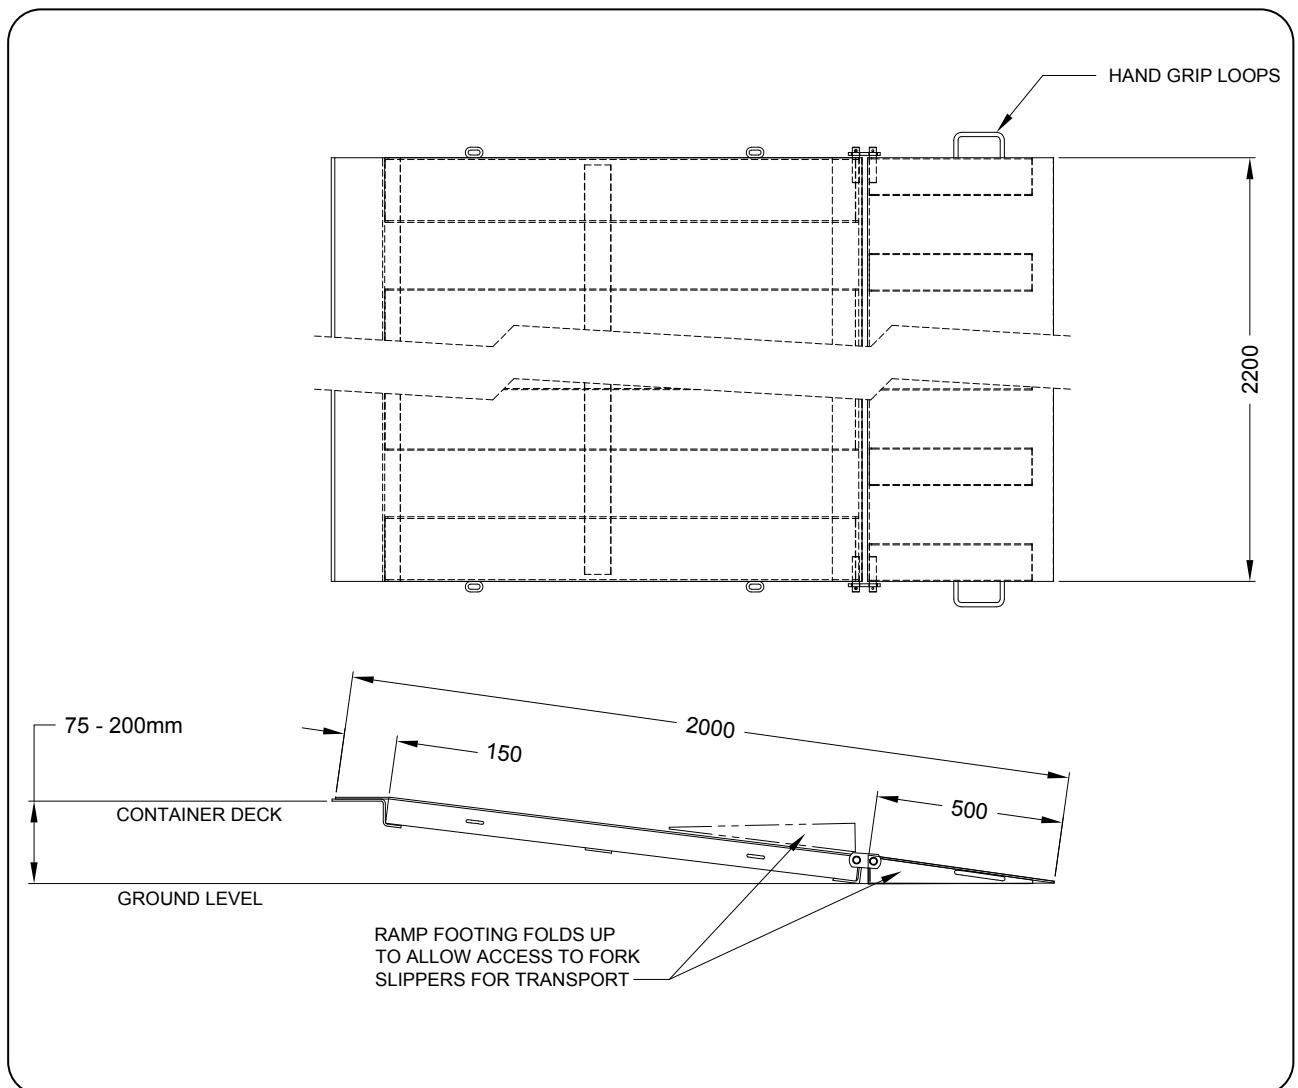 HAND GRIP LOOPS
2200
75 - 200mm
2000
150
500
CONTAINER DECK
GROUND LEVEL
RAMP FOOTING FOLDS UP
TO ALLOW ACCESS TO FORK
SLIPPERS FOR TRANSPORT